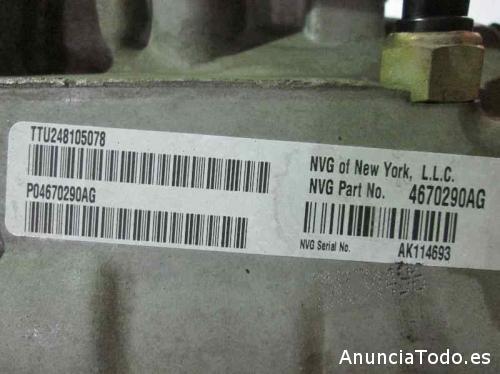 TTU248105078
P04670290AG
NVG of New York, L.L.C.
NVG Part No. 4670290AG
NVG Serial No. AK114693
AnunciaTodo.es